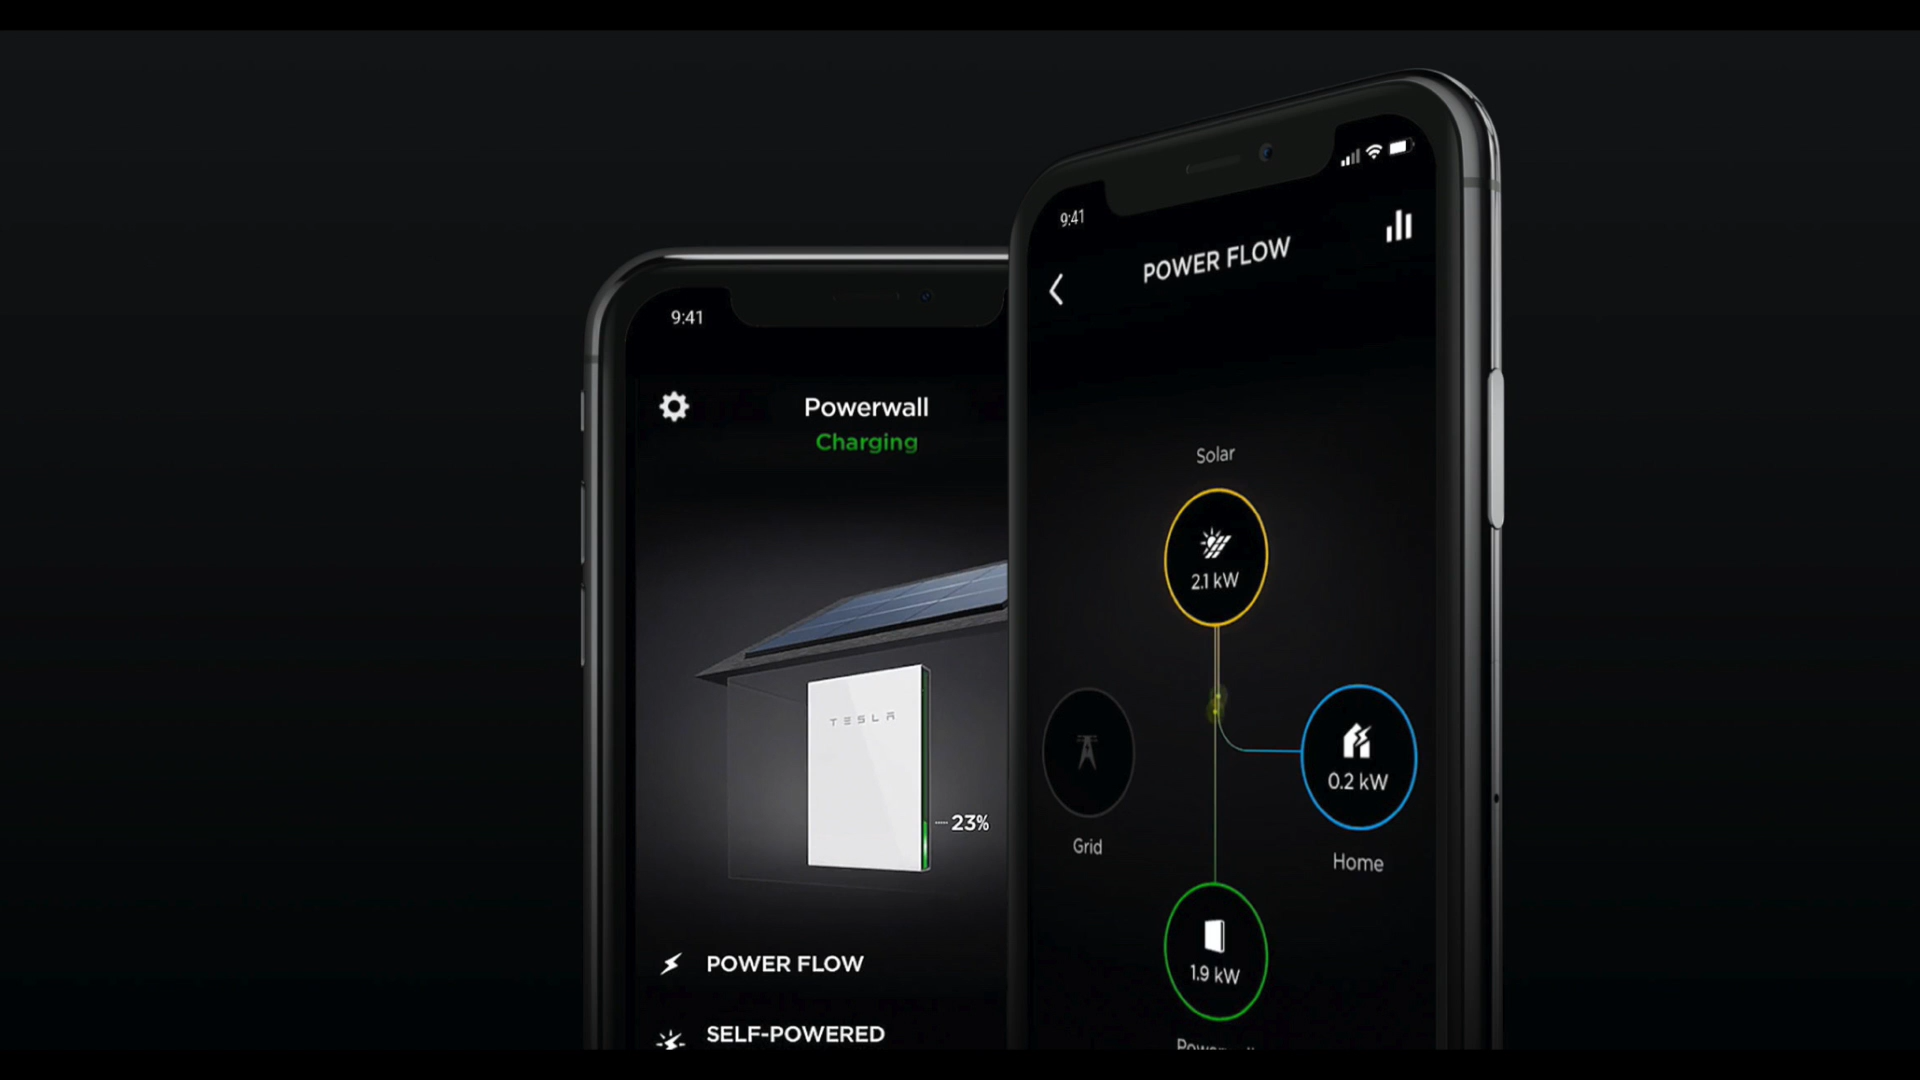 9:41
Powerwall
Charging
TESLA
23%
POWER FLOW
SELF-POWERED
9:41
POWER FLOW
Solar
2.1 kW
Grid
0.2 kW
Home
1.9 kW